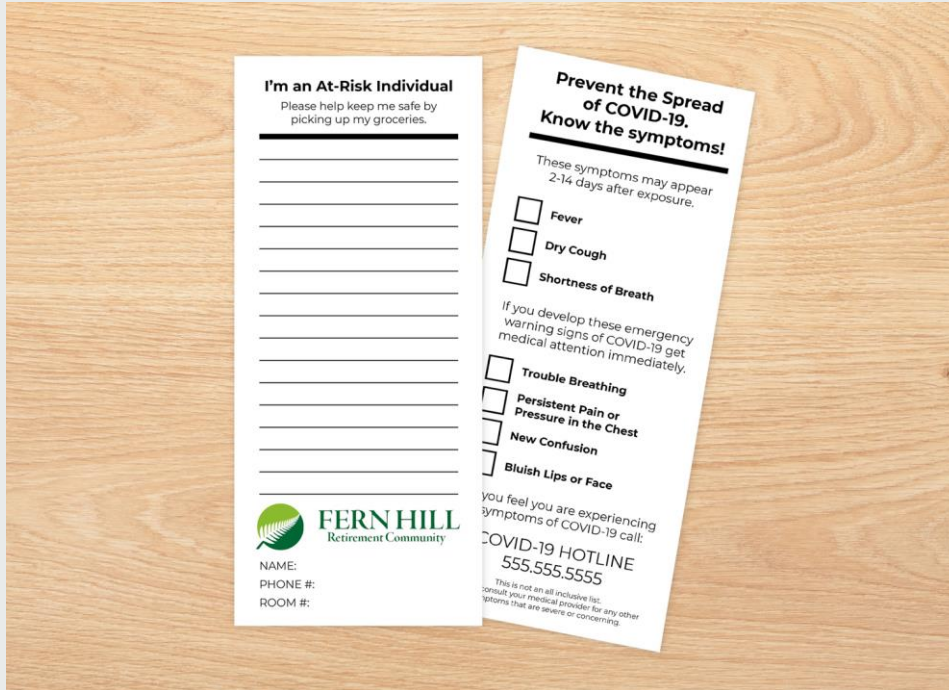 I'm an At-Risk Individual
Please help keep me safe by
picking up my groceries.
FERN HILL
Retirement Community
NAME:
PHONE #:
ROOM #:
Prevent the Spread
of COVID-19.
Know the symptoms!
These symptoms may appear
2-14 days after exposure.
Fever
Dry Cough
Shortness of Breath
If you develop these emergency
warning signs of COVID-19 get
medical attention immediately.
Trouble Breathing
Persistent Pain or
Pressure in the Chest
New Confusion
Bluish Lips or Face
you feel you are experiencing
symptoms of COVID-19 call:
COVID-19 HOTLINE
555.555.5555
This is not an all inclusive list.
consult your medical provider for any other
mptoms that are severe or concerning.